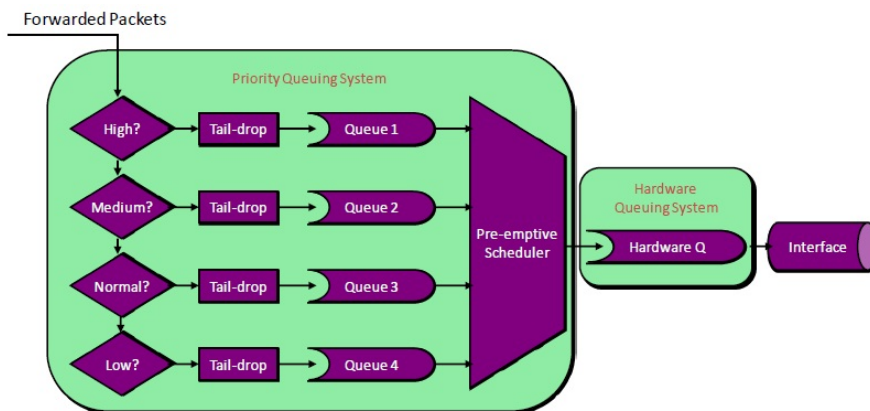 Forwarded Packets
Priority Queuing System
High?
Tail-drop
Queue 1
Medium?
Tail-drop
Queue 2
Normal?
Tail-drop
Queue 3
Low?
Tail-drop
Queue 4
Pre-emptive
Scheduler
Hardware
Queuing System
Hardware Q
Interface